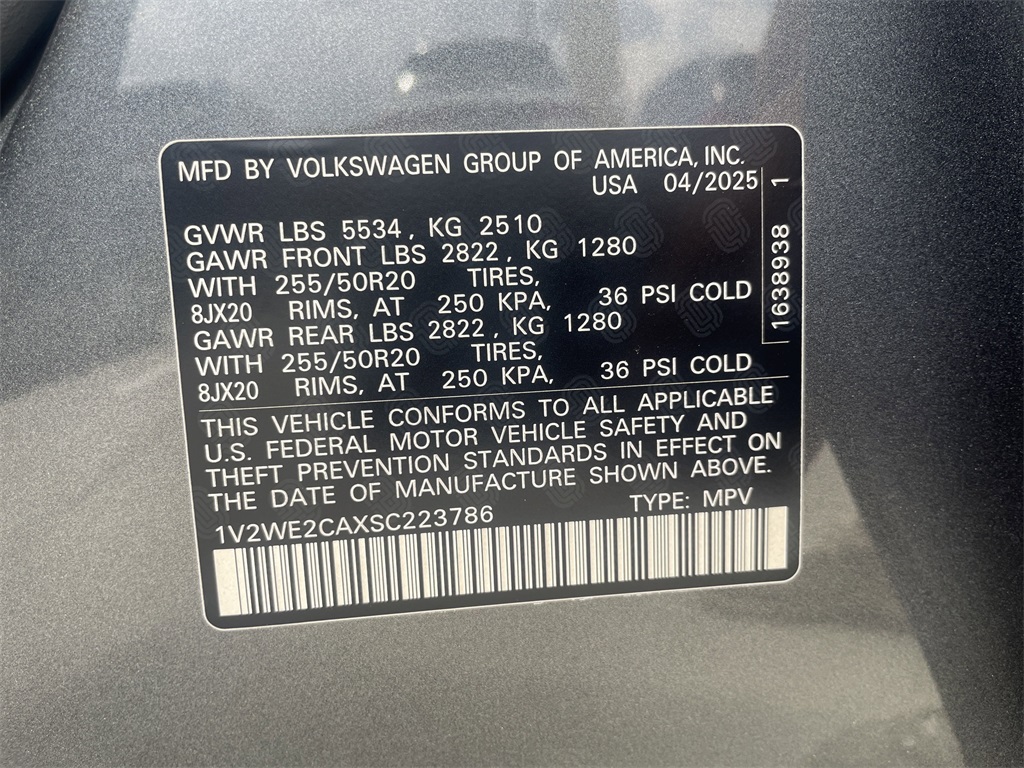 MFD BY VOLKSWAGEN GROUP OF AMERICA, INC.
USA 04/2025
GVWR LBS 5534, KG 2510
GAWR FRONT LBS 2822, KG 1280
WITH 255/50R20 TIRES,
8JX20 RIMS, AT 250 KPA, 36 PSI COLD
GAWR REAR LBS 2822, KG 1280
WITH 255/50R20 TIRES,
8JX20 RIMS, AT 250 KPA, 36 PSI COLD
1638938 1
THIS VEHICLE CONFORMS TO ALL APPLICABLE
U.S. FEDERAL MOTOR VEHICLE SAFETY AND
THEFT PREVENTION STANDARDS IN EFFECT ON
THE DATE OF MANUFACTURE SHOWN ABOVE.
1V2WE2CAXSC223786 TYPE: MPV